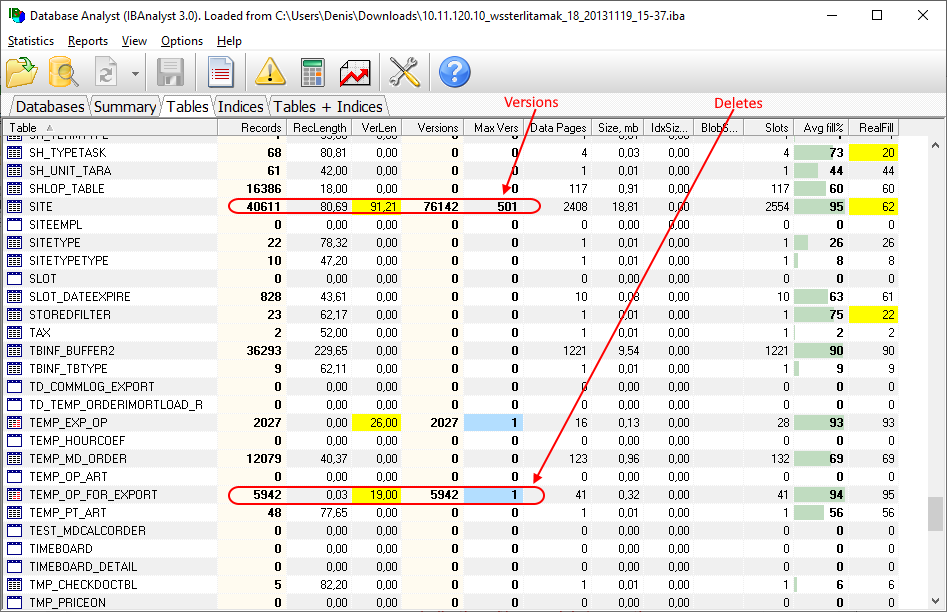 Database Analyst (IBAnalyst 3.0). Loaded from C:\Users\Denis\Downloads\10.11.120.10_wssterlitamak_18_20131119_15-37.iba
Statistics Reports View Options Help
Databases Summary Tables Indices Tables + Indices
Versions Deletes
Table Records RecLength VerLen Versions Max Vers Data Pages Size, mb IdxSiz... BlobS... Slots Avg fill% RealFill
SH_TYPETASK 68 80,81 0,00 0 0 4 0,03 0,00 4 73 20
SH_UNIT_TARA 61 42,00 0,00 0 0 1 0,01 0,00 1 44 44
SHLOP_TABLE 16386 18,00 0,00 0 0 117 0,91 0,00 117 60 60
SITE 40611 80,69 91,21 76142 501 2408 18,81 0,00 2554 95 62
SITEEMPL 0 0,00 0,00 0 0 0 0,00 0,00 0 0 0
SITETYPE 22 78,32 0,00 0 0 1 0,01 0,00 1 26 26
SITETYPETYPE 10 47,20 0,00 0 0 1 0,01 0,00 1 8 8
SLOT 0 0,00 0,00 0 0 0 0,00 0,00 0 0 0
SLOT_DATEEXPIRE 828 43,61 0,00 0 0 10 0,08 0,00 10 63 61
STOREDFILTER 23 62,17 0,00 0 0 1 0,01 0,00 1 75 22
TAX 2 52,00 0,00 0 0 1 0,01 0,00 1 2 2
TBINF_BUFFER2 36293 229,65 0,00 0 0 1221 9,54 0,00 1221 90 90
TBINF_TBTYPE 9 62,11 0,00 0 0 1 0,01 0,00 1 9 9
TD_COMMLOG_EXPORT 0 0,00 0,00 0 0 0 0,00 0,00 0 0 0
TD_TEMP_ORDERIMORTLOAD_R 0 0,00 0,00 0 0 0 0,00 0,00 0 0 0
TEMP_EXP_OP 2027 0,00 26,00 2027 1 16 0,13 0,00 28 93 93
TEMP_HOURCOEF 0 0,00 0,00 0 0 0 0,00 0,00 0 0 0
TEMP_MD_ORDER 12079 40,37 0,00 0 0 123 0,96 0,00 132 69 69
TEMP_OP_ART 0 0,00 0,00 0 0 0 0,00 0,00 0 0 0
TEMP_OP_FOR_EXPORT 5942 0,03 19,00 5942 1 41 0,32 0,00 41 94 95
TEMP_PT_ART 48 77,65 0,00 0 0 1 0,01 0,00 1 56 56
TEST_MDCALCORDER 0 0,00 0,00 0 0 0 0,00 0,00 0 0 0
TIMEBOARD 0 0,00 0,00 0 0 0 0,00 0,00 0 0 0
TIMEBOARD_DETAIL 0 0,00 0,00 0 0 0 0,00 0,00 0 0 0
TMP_CHECKDOCTBL 5 82,20 0,00 0 0 1 0,01 0,00 1 6 6
TMP_PRICEON 0 0,00 0,00 0 0 0 0,00 0,00 0 0 0